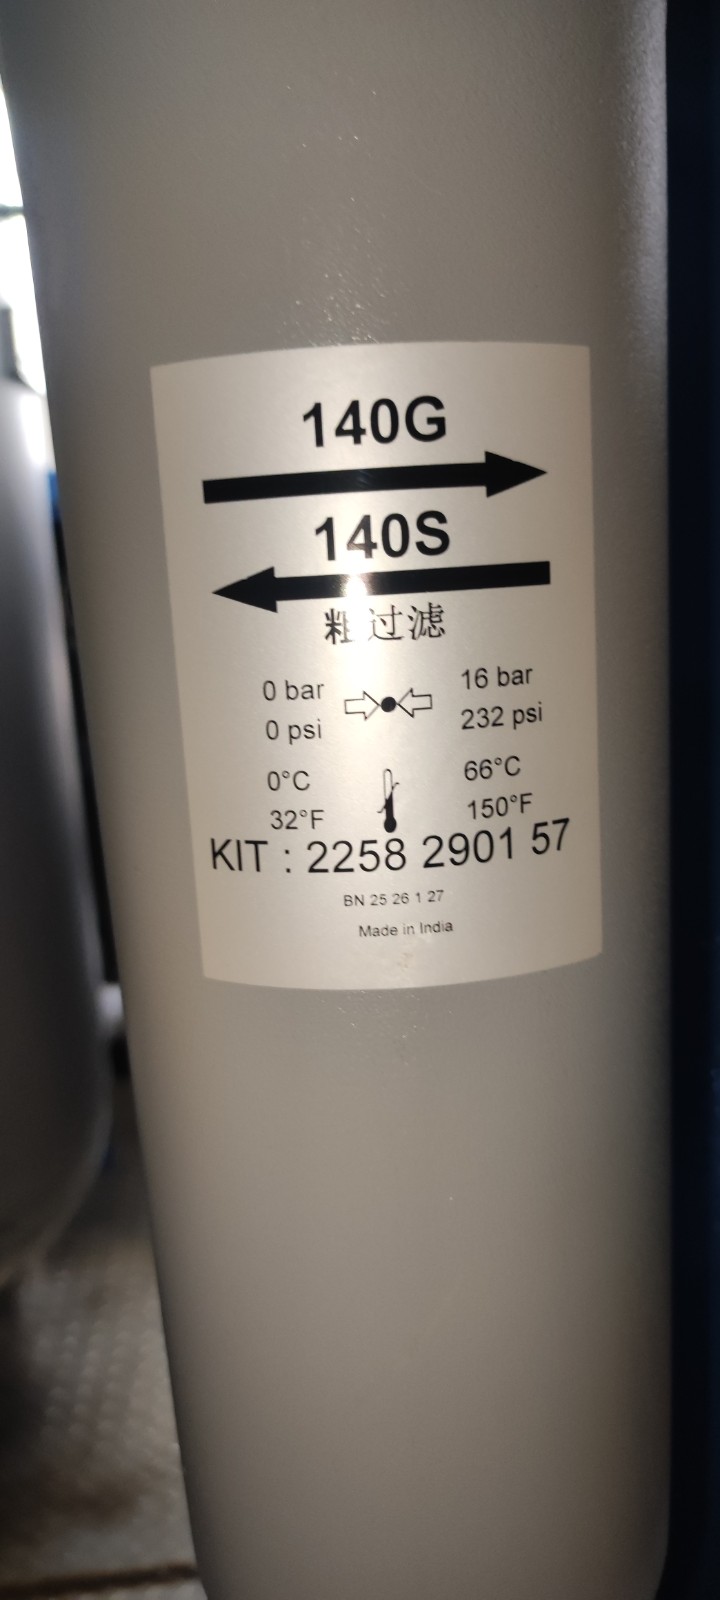 140G
140S
粗过滤
0 bar 16 bar
0 psi 232 psi
0°C 66°C
32°F 150°F
KIT : 2258 2901 57
BN 25 26 1 27
Made in India